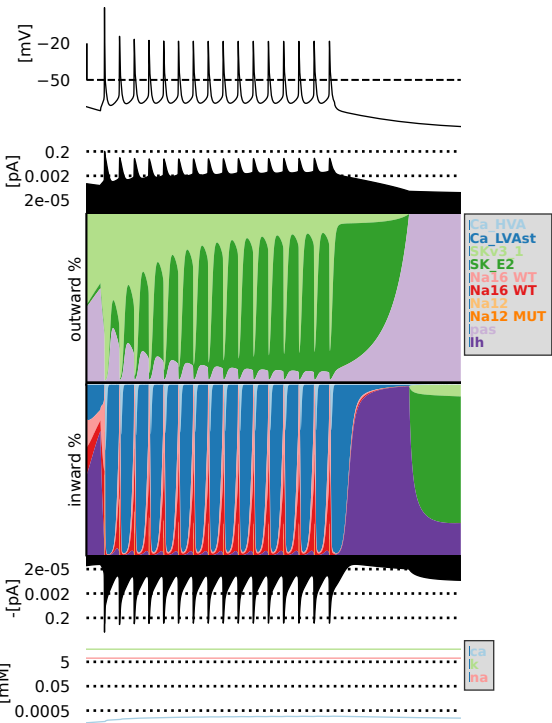 [mV]
−20
−50
[pA]
0.2
0.002
2e-05
outward %
Ca_HVA
Ca_LVAst
SKv3_1
SK_E2
Na16 WT
Na16 WT
Na12
Na12 MUT
pas
Ih
inward %
-[pA]
2e-05
0.002
0.2
[mM]
5
0.05
0.0005
ca
k
na